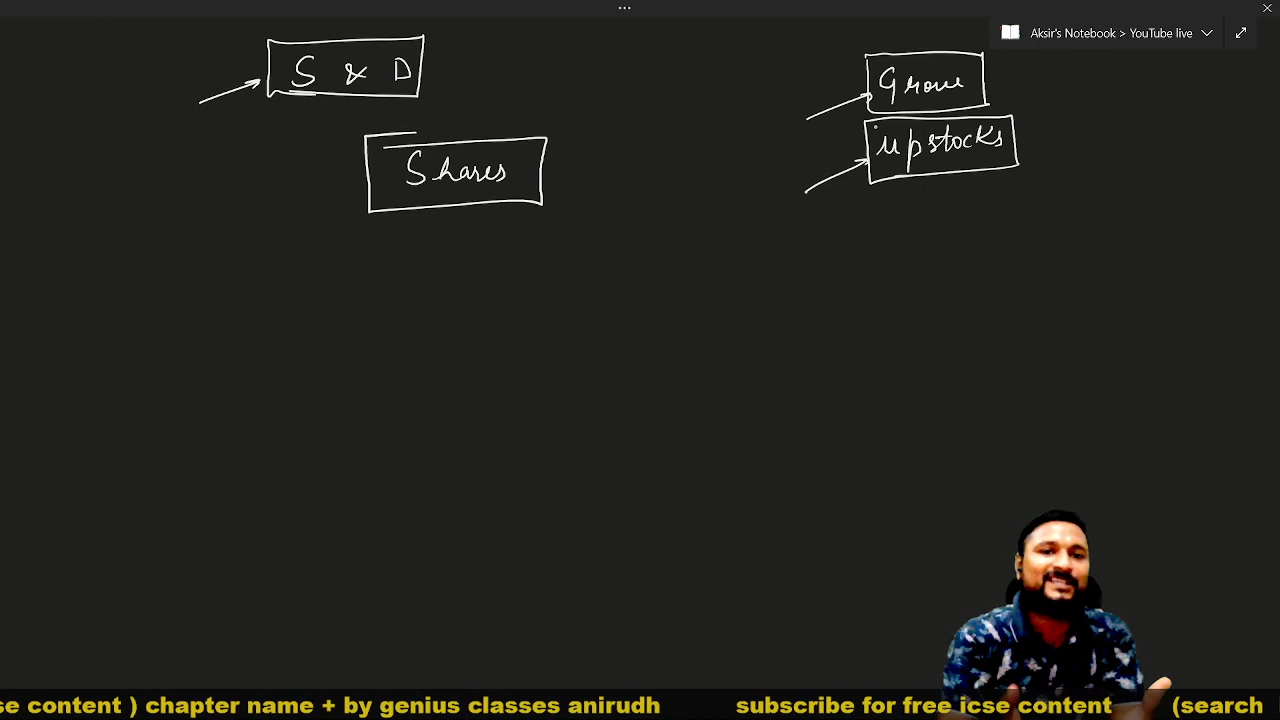 Aksir's Notebook > YouTube live
S & D
Grow
upstocks
Shares
se content ) chapter name + by genius classes anirudh subscribe for free icse content (search